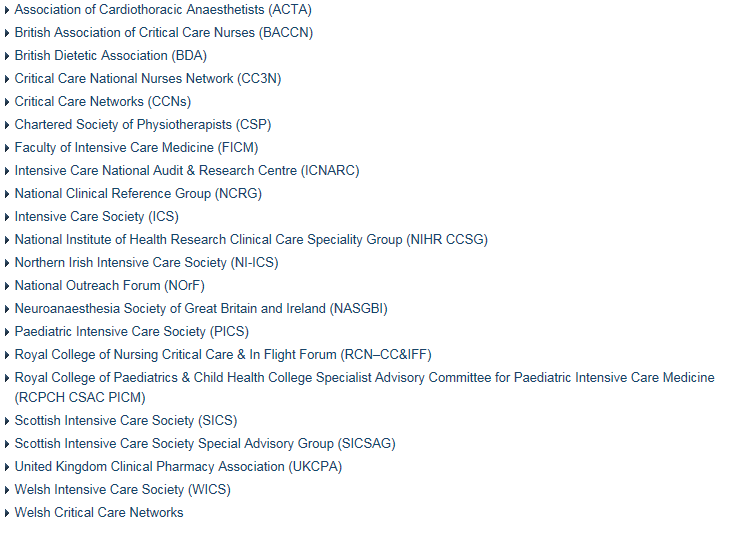 Association of Cardiothoracic Anaesthetists (ACTA)
British Association of Critical Care Nurses (BACCN)
British Dietetic Association (BDA)
Critical Care National Nurses Network (CC3N)
Critical Care Networks (CCNs)
Chartered Society of Physiotherapists (CSP)
Faculty of Intensive Care Medicine (FICM)
Intensive Care National Audit & Research Centre (ICNARC)
National Clinical Reference Group (NCRG)
Intensive Care Society (ICS)
National Institute of Health Research Clinical Care Speciality Group (NIHR CCSG)
Northern Irish Intensive Care Society (NI-ICS)
National Outreach Forum (NOrF)
Neuroanaesthesia Society of Great Britain and Ireland (NASGBI)
Paediatric Intensive Care Society (PICS)
Royal College of Nursing Critical Care & In Flight Forum (RCN–CC&IFF)
Royal College of Paediatrics & Child Health College Specialist Advisory Committee for Paediatric Intensive Care Medicine
(RCPCH CSAC PICM)
Scottish Intensive Care Society (SICS)
Scottish Intensive Care Society Special Advisory Group (SICSAG)
United Kingdom Clinical Pharmacy Association (UKCPA)
Welsh Intensive Care Society (WICS)
Welsh Critical Care Networks